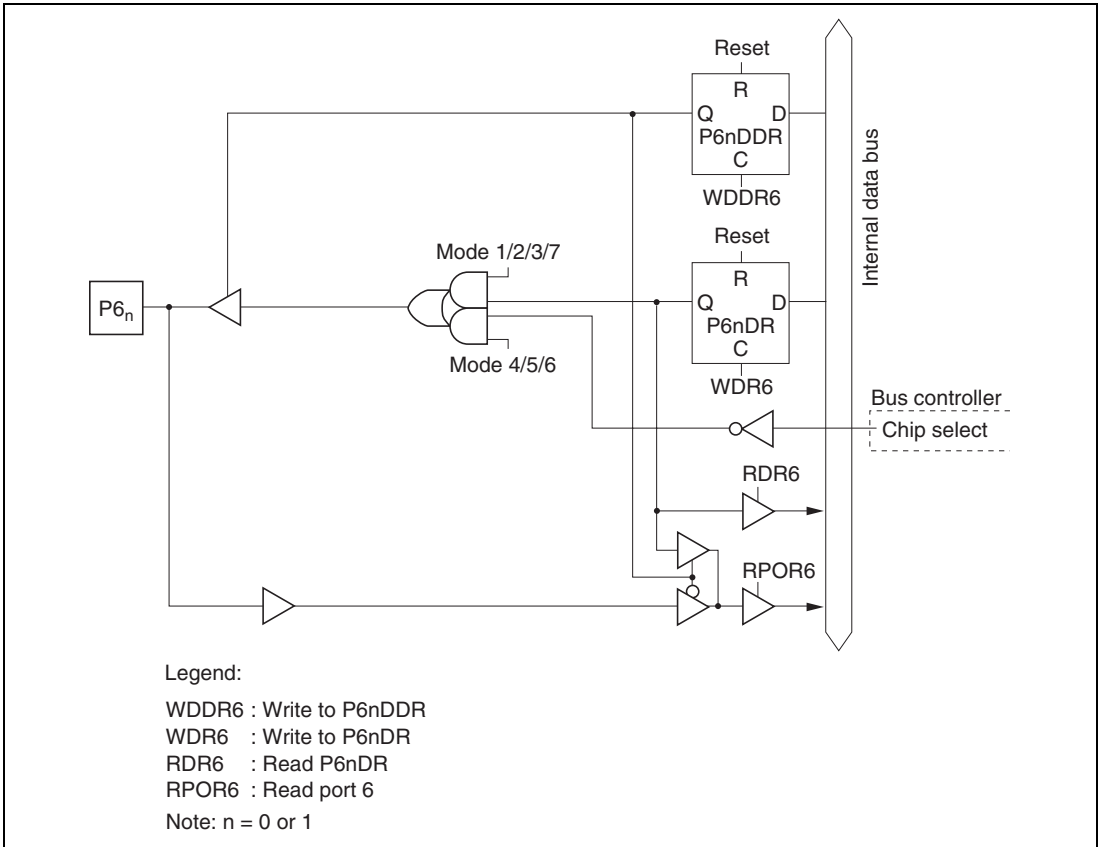 Reset
R
Q D
P6nDDR
C
WDDR6
Internal data bus
Reset
R
Q D
P6nDR
C
WDR6
Mode 1/2/3/7
P6n
Mode 4/5/6
Bus controller
Chip select
RDR6
RPOR6
Legend:
WDDR6 : Write to P6nDDR
WDR6 : Write to P6nDR
RDR6 : Read P6nDR
RPOR6 : Read port 6
Note: n = 0 or 1